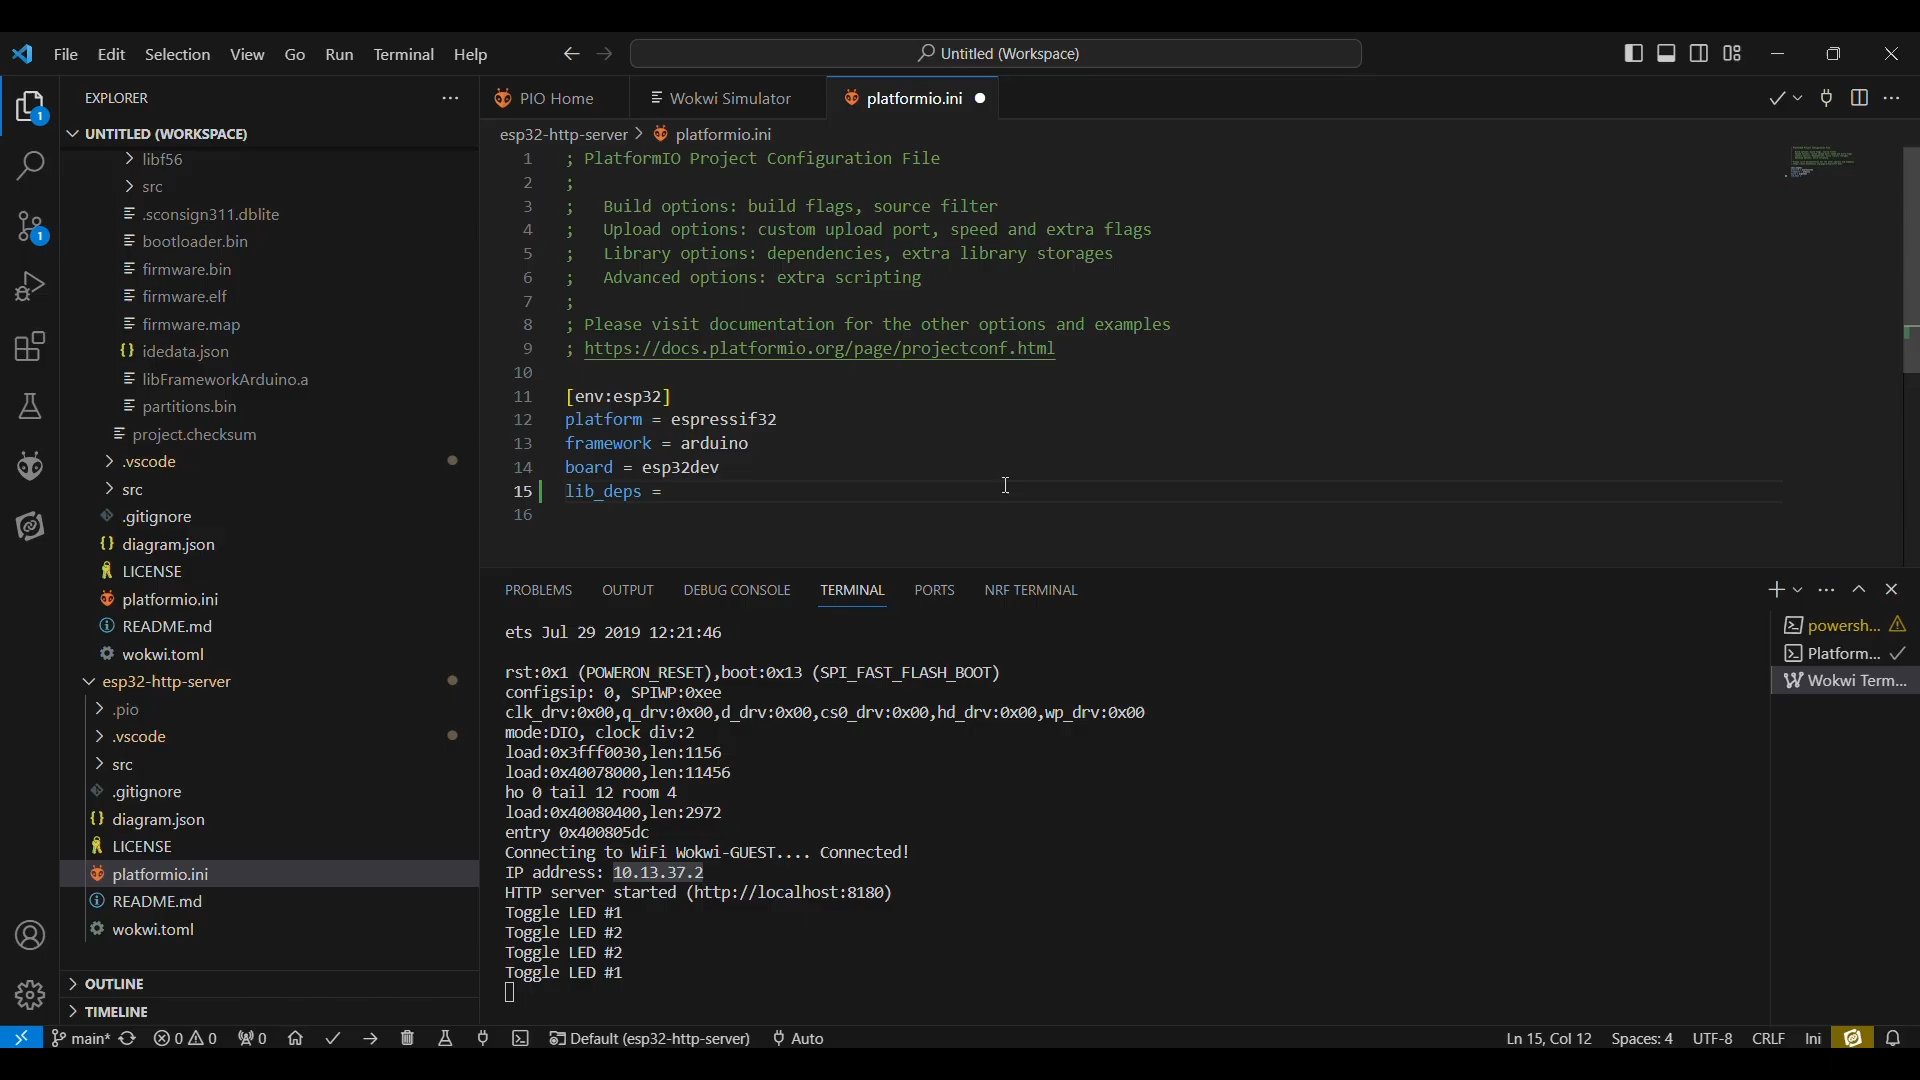 File Edit Selection View Go Run Terminal Help
Untitled (Workspace)
EXPLORER
PIO Home
Wokwi Simulator
platformio.ini
UNTITLED (WORKSPACE)
1
libf56
src
.sconsign311.dblite
1
bootloader.bin
firmware.bin
firmware.elf
firmware.map
idedata.json
libFrameworkArduino.a
partitions.bin
project.checksum
.vscode
src
.gitignore
diagram.json
LICENSE
platformio.ini
README.md
wokwi.toml
esp32-http-server
.pio
.vscode
src
.gitignore
diagram.json
LICENSE
platformio.ini
README.md
wokwi.toml
OUTLINE
TIMELINE
esp32-http-server > platformio.ini
1 ; PlatformIO Project Configuration File
2 ;
3 ; Build options: build flags, source filter
4 ; Upload options: custom upload port, speed and extra flags
5 ; Library options: dependencies, extra library storages
6 ; Advanced options: extra scripting
7 ;
8 ; Please visit documentation for the other options and examples
9 ; https://docs.platformio.org/page/projectconf.html
10
11 [env:esp32]
12 platform = espressif32
13 framework = arduino
14 board = esp32dev
15 lib_deps =
16
PROBLEMS OUTPUT DEBUG CONSOLE TERMINAL PORTS NRF TERMINAL
ets Jul 29 2019 12:21:46
rst:0x1 (POWERON_RESET),boot:0x13 (SPI_FAST_FLASH_BOOT)
configsip: 0, SPIWP:0xee
clk_drv:0x00,q_drv:0x00,d_drv:0x00,cs0_drv:0x00,hd_drv:0x00,wp_drv:0x00
mode:DIO, clock div:2
load:0x3fff0030,len:1156
load:0x40078000,len:11456
ho 0 tail 12 room 4
load:0x40080400,len:2972
entry 0x400805dc
Connecting to WiFi Wokwi-GUEST.... Connected!
IP address: 10.13.37.2
HTTP server started (http://localhost:8180)
Toggle LED #1
Toggle LED #2
Toggle LED #2
Toggle LED #1
powersh...
Platform...
Wokwi Term...
main* 0 0 0 Default (esp32-http-server) Auto
Ln 15, Col 12 Spaces: 4 UTF-8 CRLF Ini